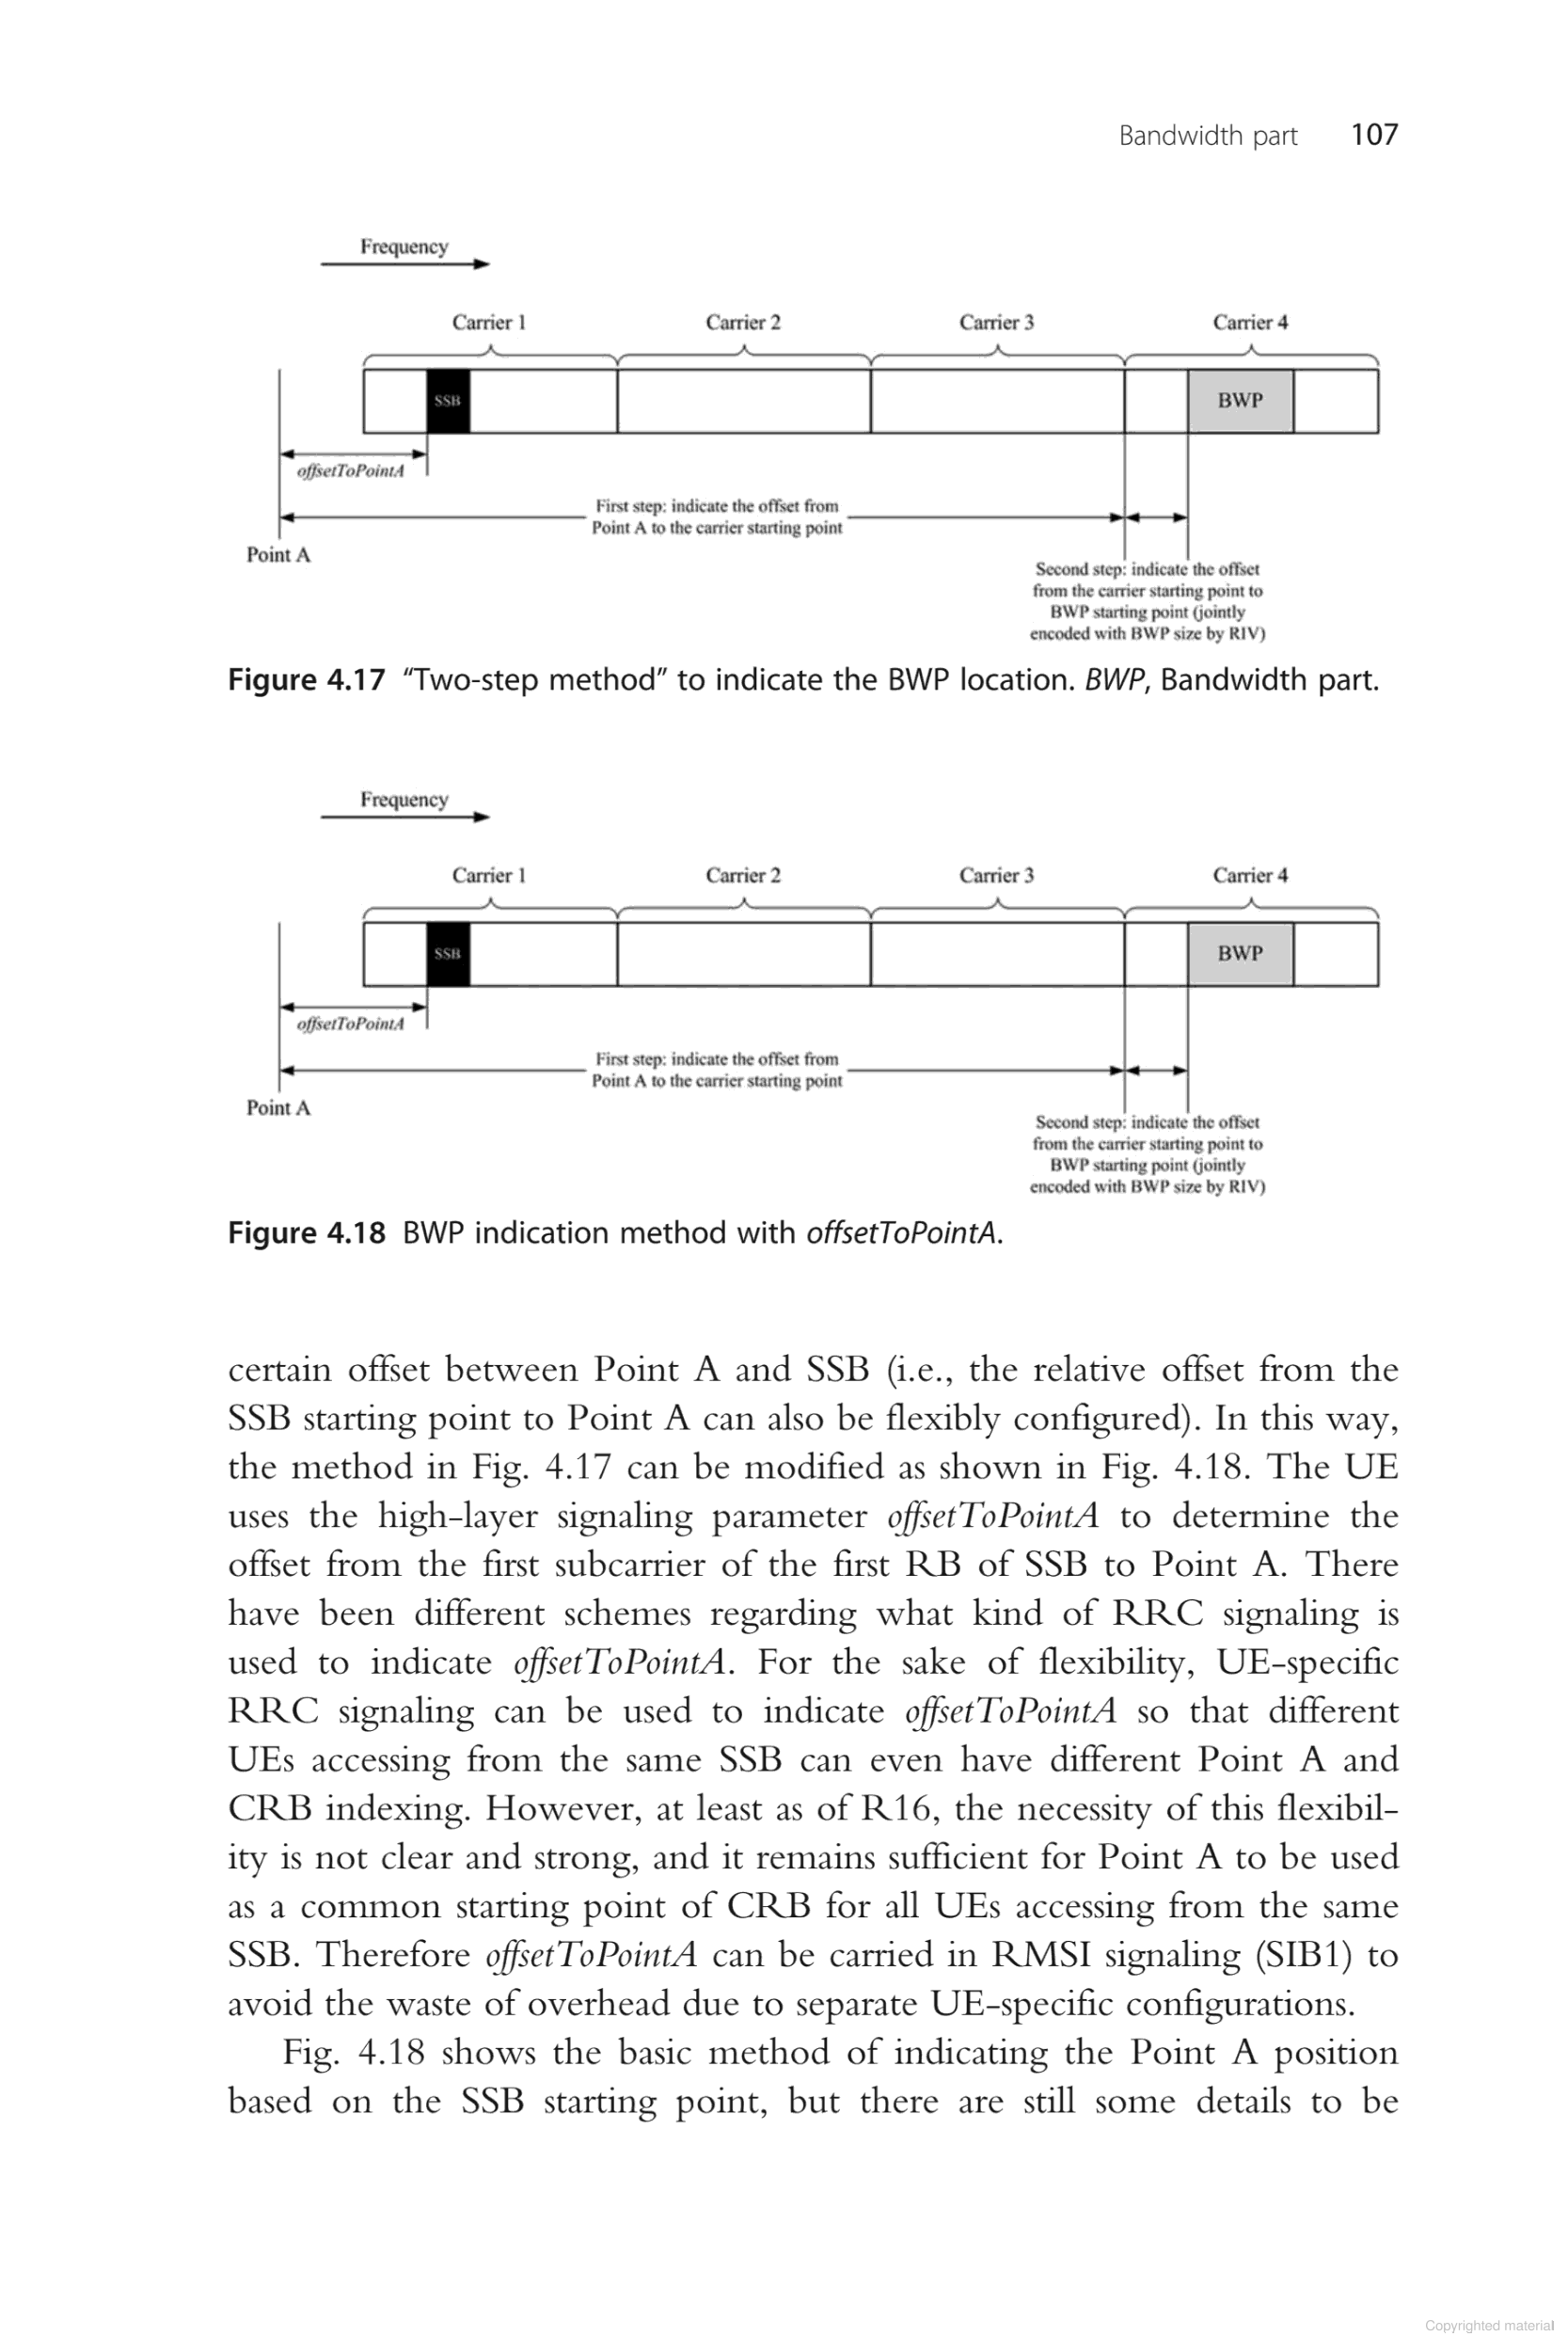 Bandwidth part 107
Frequency
Carrier 1 Carrier 2 Carrier 3 Carrier 4
SSB BWP
offsetToPointA
First step: indicate the offset from
Point A to the carrier starting point
Point A
Second step: indicate the offset
from the carrier starting point to
BWP starting point (jointly
encoded with BWP size by RIV)
Figure 4.17 “Two-step method” to indicate the BWP location. BWP, Bandwidth part.
Frequency
Carrier 1 Carrier 2 Carrier 3 Carrier 4
SSB BWP
offsetToPointA
First step: indicate the offset from
Point A to the carrier starting point
Point A
Second step: indicate the offset
from the carrier starting point to
BWP starting point (jointly
encoded with BWP size by RIV)
Figure 4.18 BWP indication method with offsetToPointA.
certain offset between Point A and SSB (i.e., the relative offset from the
SSB starting point to Point A can also be flexibly configured). In this way,
the method in Fig. 4.17 can be modified as shown in Fig. 4.18. The UE
uses the high-layer signaling parameter offsetToPointA to determine the
offset from the first subcarrier of the first RB of SSB to Point A. There
have been different schemes regarding what kind of RRC signaling is
used to indicate offsetToPointA. For the sake of flexibility, UE-specific
RRC signaling can be used to indicate offsetToPointA so that different
UEs accessing from the same SSB can even have different Point A and
CRB indexing. However, at least as of R16, the necessity of this flexibil-
ity is not clear and strong, and it remains sufficient for Point A to be used
as a common starting point of CRB for all UEs accessing from the same
SSB. Therefore offsetToPointA can be carried in RMSI signaling (SIB1) to
avoid the waste of overhead due to separate UE-specific configurations.
Fig. 4.18 shows the basic method of indicating the Point A position
based on the SSB starting point, but there are still some details to be
Copyrighted material